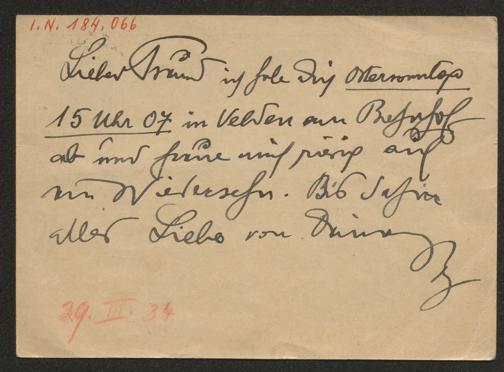 I.N. 184.066
Lieber Freund ich hole Dich Ostersonntag
15 Uhr 07 in Velden am Bahnhof
ab und freue mich riesig auf
ein Wiedersehn. Bis dahin
alles Liebe von Deinem
29. III. 34